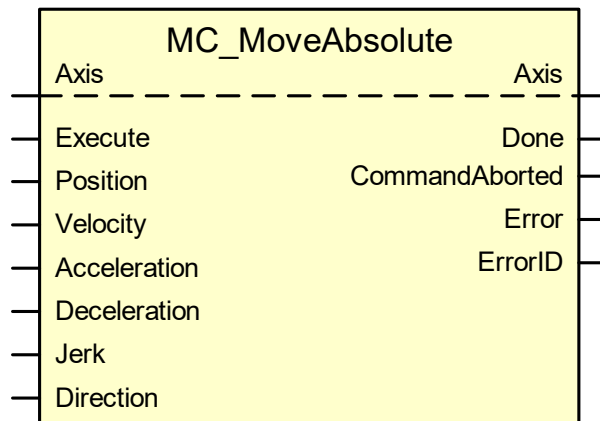 MC_MoveAbsolute
Axis Axis
Execute Done
Position CommandAborted
Velocity Error
Acceleration ErrorID
Deceleration
Jerk
Direction